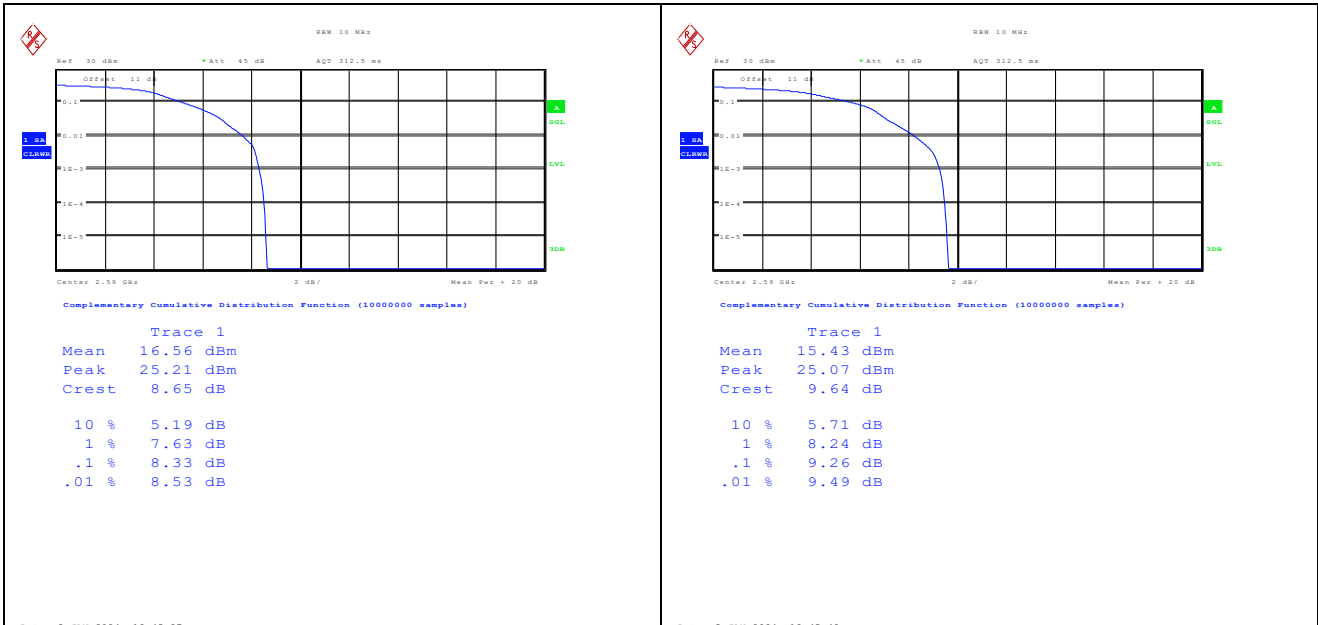 R S
RBW 10 MHz
Ref 30 dBm * Att 45 dB AQT 312.5 ms
Offset 11 dB
0.1
0.01
1E-3
1E-4
1E-5
1 SA
CLRWR
A
SGL
LVL
3DB
Center 2.59 GHz 2 dB/ Mean Pwr + 20 dB
Complementary Cumulative Distribution Function (10000000 samples)
Trace 1
Mean 16.56 dBm
Peak 25.21 dBm
Crest 8.65 dB
10 % 5.19 dB
1 % 7.63 dB
.1 % 8.33 dB
.01 % 8.53 dB
R S
RBW 10 MHz
Ref 30 dBm * Att 45 dB AQT 312.5 ms
Offset 11 dB
0.1
0.01
1E-3
1E-4
1E-5
1 SA
CLRWR
A
SGL
LVL
3DB
Center 2.59 GHz 2 dB/ Mean Pwr + 20 dB
Complementary Cumulative Distribution Function (10000000 samples)
Trace 1
Mean 15.43 dBm
Peak 25.07 dBm
Crest 9.64 dB
10 % 5.71 dB
1 % 8.24 dB
.1 % 9.26 dB
.01 % 9.49 dB